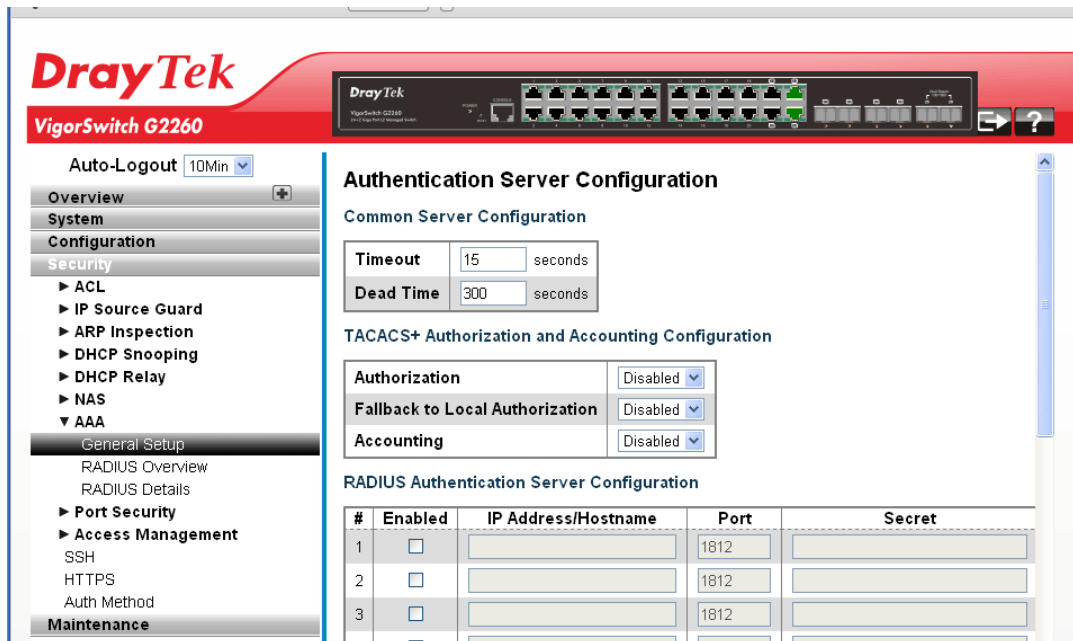 DrayTek
VigorSwitch G2260
DrayTek
VigorSwitch G2260
POWER
CONSOLE
?
Auto-Logout 10Min
Overview
System
Configuration
Security
ACL
IP Source Guard
ARP Inspection
DHCP Snooping
DHCP Relay
NAS
AAA
General Setup
RADIUS Overview
RADIUS Details
Port Security
Access Management
SSH
HTTPS
Auth Method
Maintenance
Authentication Server Configuration
Common Server Configuration
Timeout 15 seconds
Dead Time 300 seconds
TACACS+ Authorization and Accounting Configuration
Authorization Disabled
Fallback to Local Authorization Disabled
Accounting Disabled
RADIUS Authentication Server Configuration
# Enabled IP Address/Hostname Port Secret
1 1812
2 1812
3 1812